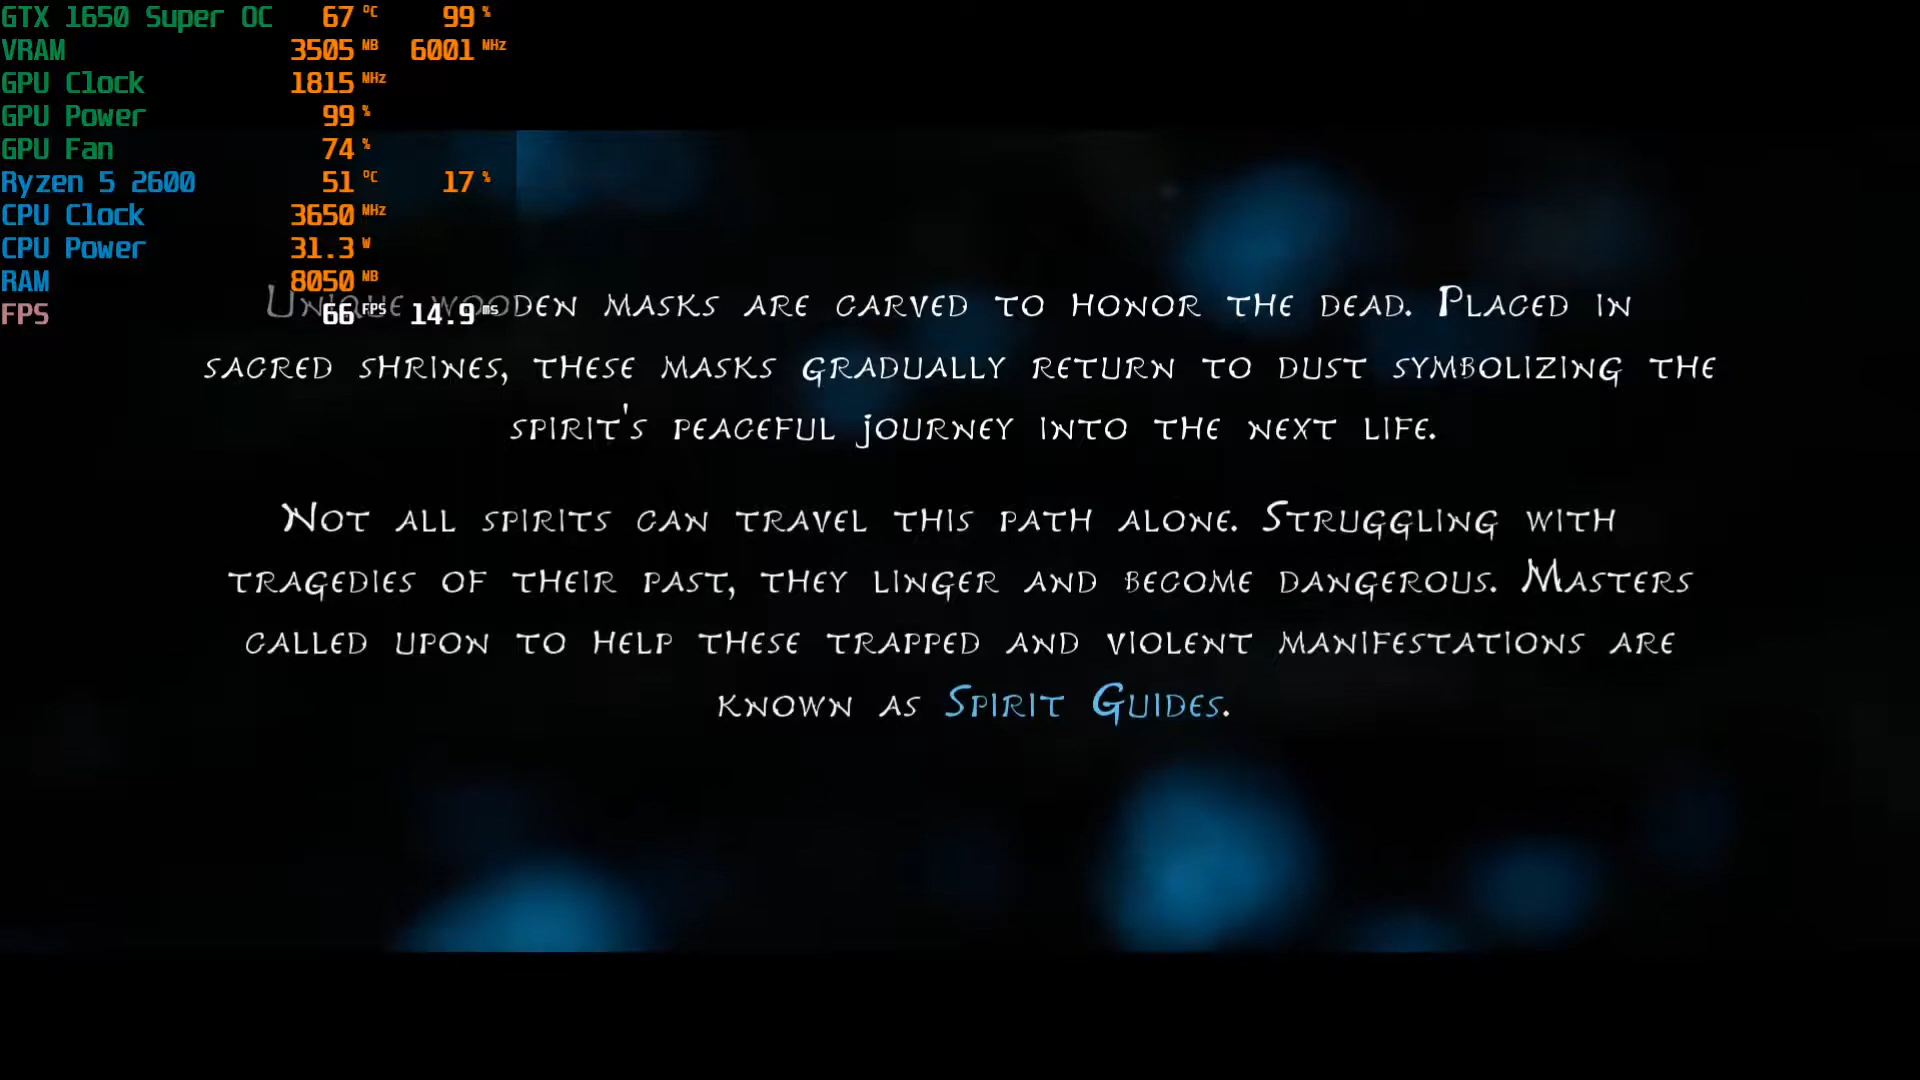 GTX 1650 Super OC 67 °C 99 %
VRAM 3505 MB 6001 MHz
GPU Clock 1815 MHz
GPU Power 99 %
GPU Fan 74 %
Ryzen 5 2600 51 °C 17 %
CPU Clock 3650 MHz
CPU Power 31.3 W
RAM 8050 MB
FPS 66 FPS 14.9 ms
Unique wooden masks are carved to honor the dead. Placed in
sacred shrines, these masks gradually return to dust symbolizing the
spirit's peaceful journey into the next life.
Not all spirits can travel this path alone. Struggling with
tragedies of their past, they linger and become dangerous. Masters
called upon to help these trapped and violent manifestations are
known as Spirit Guides.